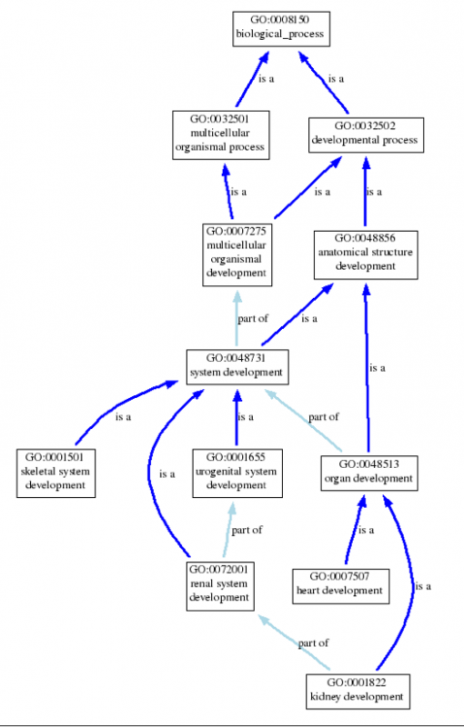 GO:0008150
biological_process
is a
is a
GO:0032501
multicellular
organismal process
GO:0032502
developmental process
is a
is a
is a
GO:0007275
multicellular
organismal
development
GO:0048856
anatomical structure
development
part of
is a
GO:0048731
system development
is a
is a
is a
part of
is a
GO:0001501
skeletal system
development
GO:0001655
urogenital system
development
GO:0048513
organ development
part of
is a
GO:0072001
renal system
development
GO:0007507
heart development
is a
part of
GO:0001822
kidney development